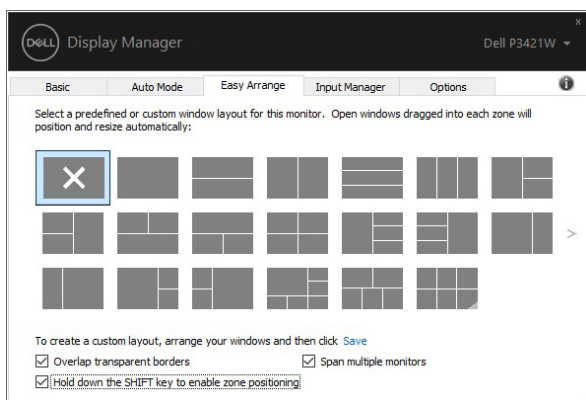 x
DELL Display Manager Dell P3421W
Basic Auto Mode Easy Arrange Input Manager Options i
Select a predefined or custom window layout for this monitor. Open windows dragged into each zone will
position and resize automatically:
>
To create a custom layout, arrange your windows and then click Save
Overlap transparent borders Span multiple monitors
Hold down the SHIFT key to enable zone positioning